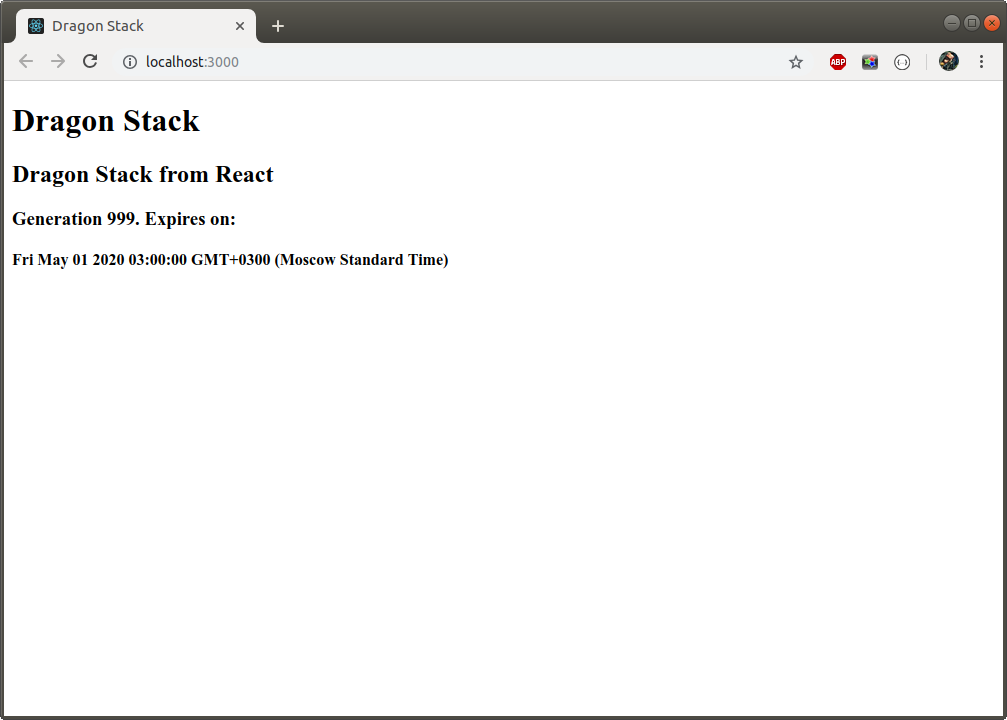 Dragon Stack
localhost:3000
ABP
Dragon Stack
Dragon Stack from React
Generation 999. Expires on:
Fri May 01 2020 03:00:00 GMT+0300 (Moscow Standard Time)